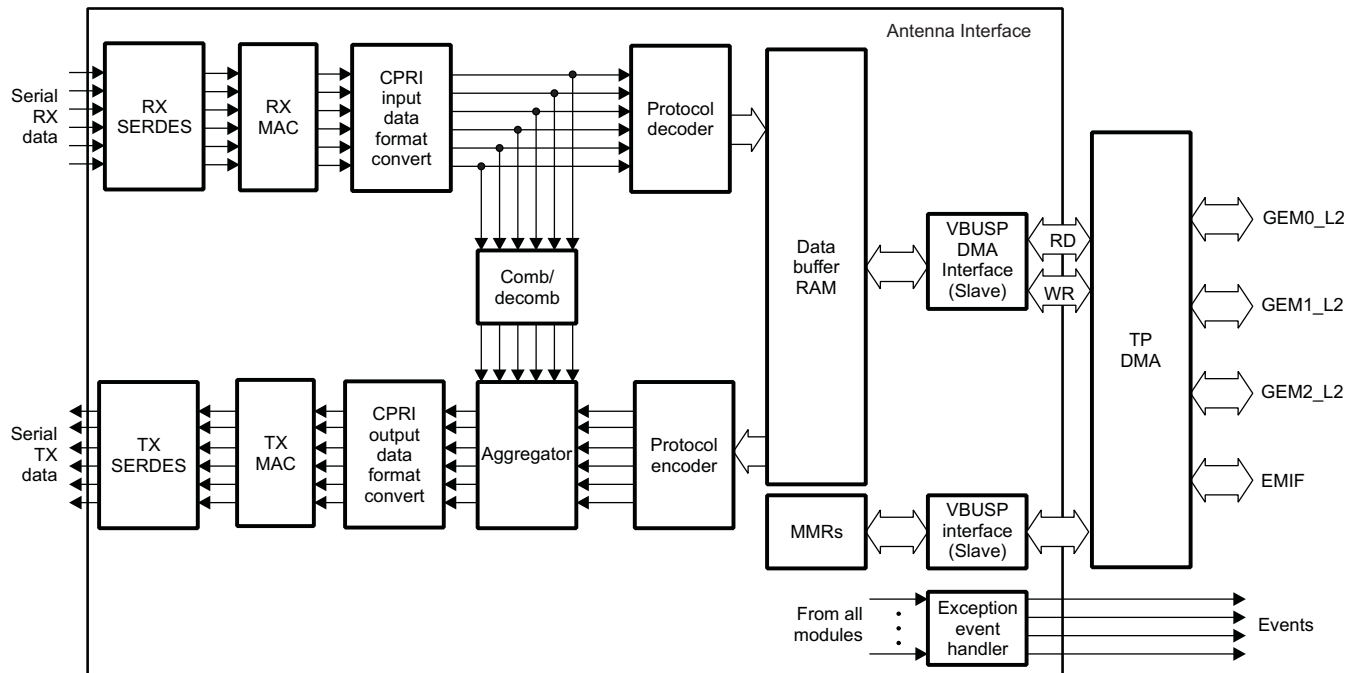 Antenna Interface
Serial
RX
data
RX
SERDES
RX
MAC
CPRI
input
data
format
convert
Protocol
decoder
Data
buffer
RAM
VBUSP
DMA
Interface
(Slave)
RD
WR
TP
DMA
GEM0_L2
GEM1_L2
GEM2_L2
EMIF
Comb/
decomb
Serial
TX
data
TX
SERDES
TX
MAC
CPRI
output
data
format
convert
Aggregator
Protocol
encoder
MMRs
VBUSP
interface
(Slave)
From all
modules
Exception
event
handler
Events